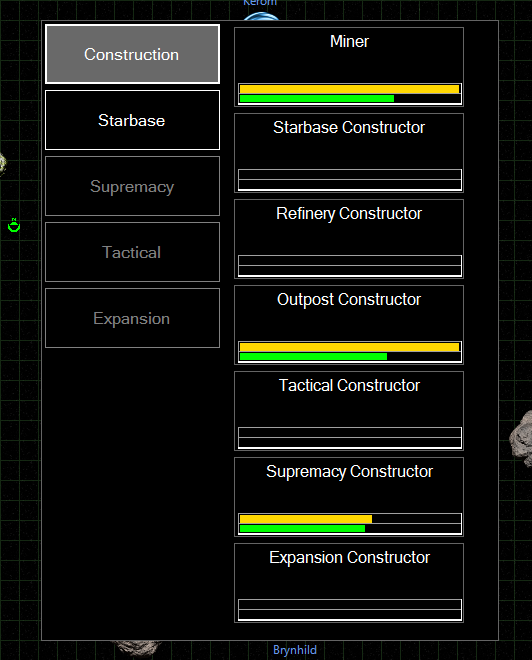 Kerom
Construction
Starbase
Supremacy
Tactical
Expansion
Miner
Starbase Constructor
Refinery Constructor
Outpost Constructor
Tactical Constructor
Supremacy Constructor
Expansion Constructor
Brynhild